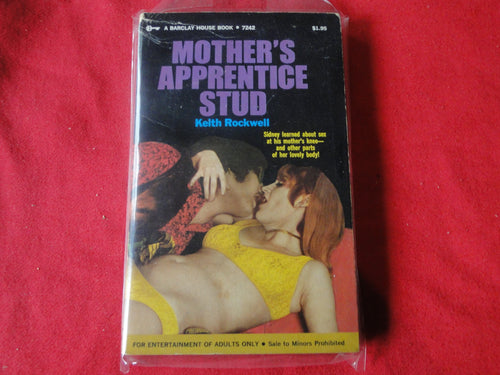 A BARCLAY HOUSE BOOK • 7242 $1.95
MOTHER'S
APPRENTICE
STUD
Keith Rockwell
Sidney learned about sex
at his mother's knee—
and other parts
of her lovely body!
FOR ENTERTAINMENT OF ADULTS ONLY • Sale to Minors Prohibited